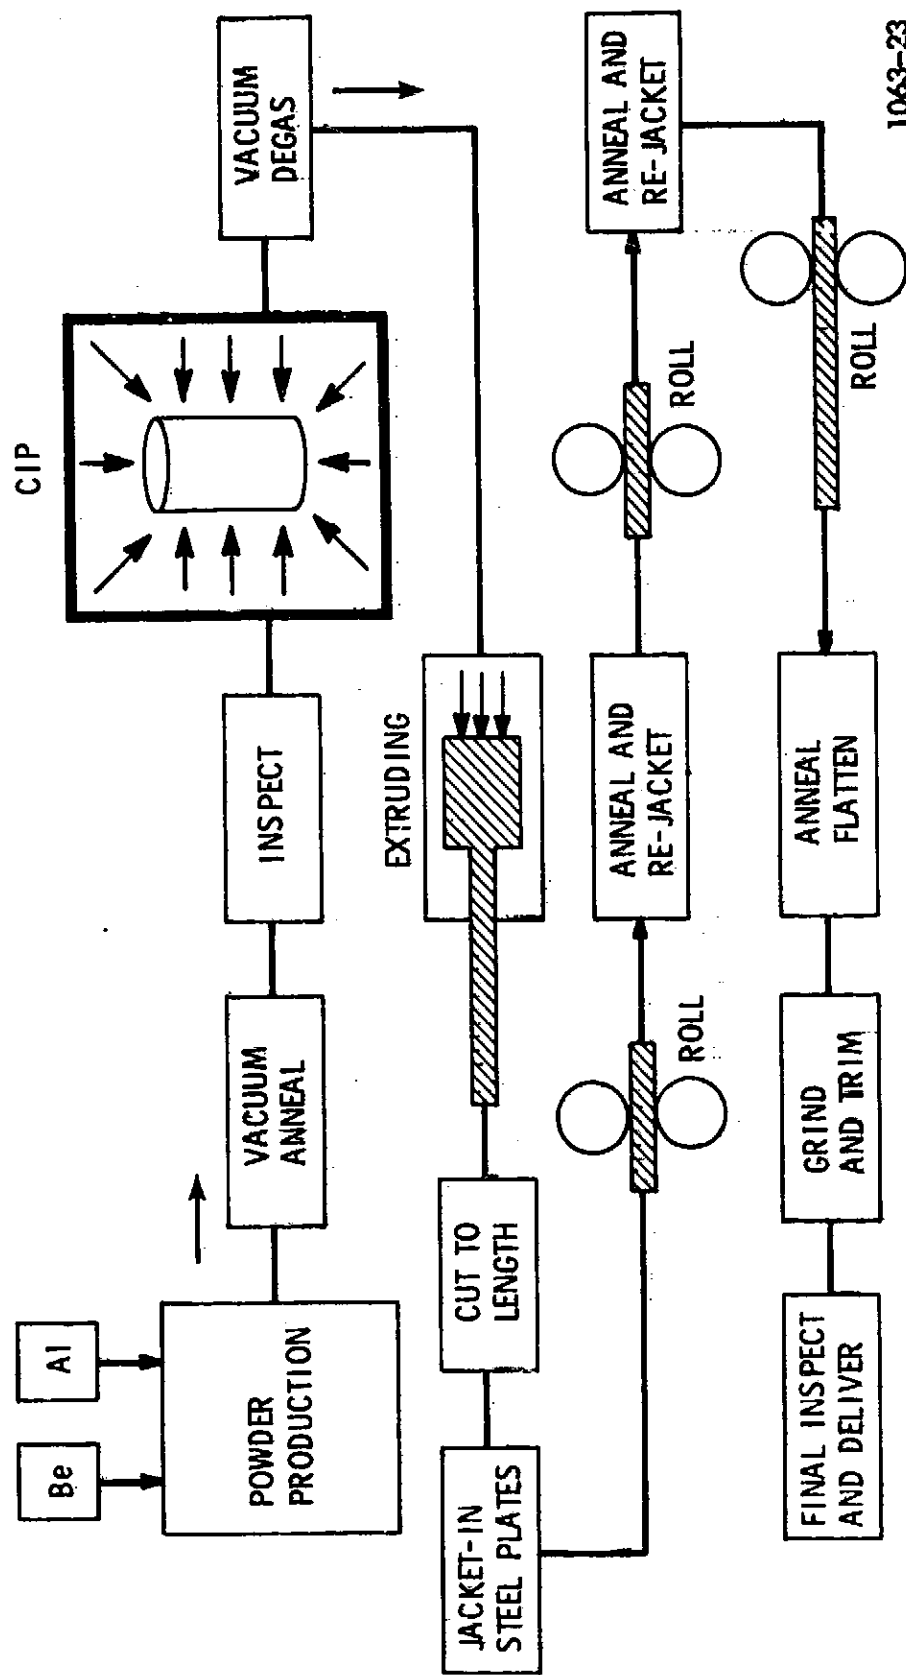 Be
Al
POWDER
PRODUCTION
VACUUM
ANNEAL
INSPECT
CIP
VACUUM
DEGAS
EXTRUDING
CUT TO
LENGTH
JACKET-IN
STEEL PLATES
ROLL
ANNEAL AND
RE-JACKET
ROLL
ANNEAL AND
RE-JACKET
ROLL
ANNEAL
FLATTEN
GRIND
AND TRIM
FINAL INSPECT
AND DELIVER
1063-23